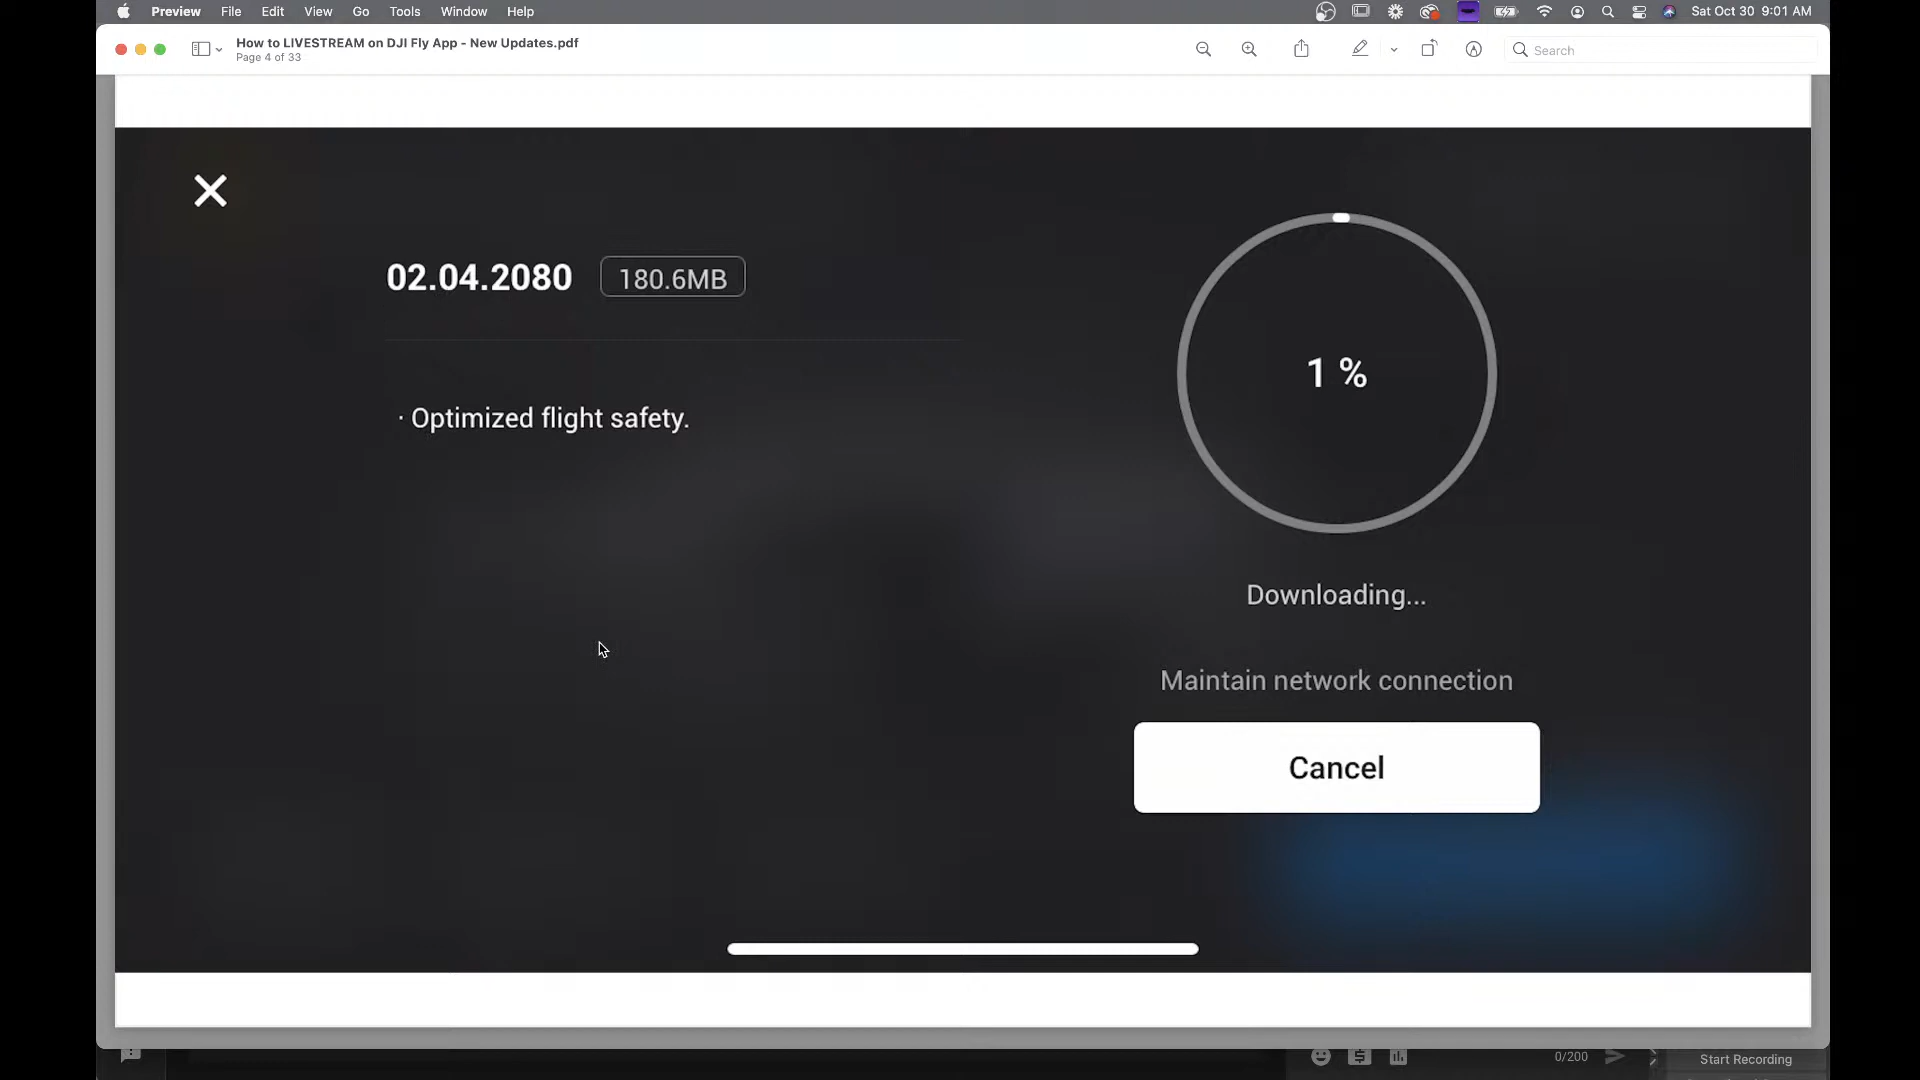 Preview File Edit View Go Tools Window Help
Sat Oct 30 9:01 AM
How to LIVESTREAM on DJI Fly App - New Updates.pdf
Page 4 of 33
Search
02.04.2080 180.6MB
· Optimized flight safety.
1 %
Downloading...
Maintain network connection
Cancel
0/200
Start Recording